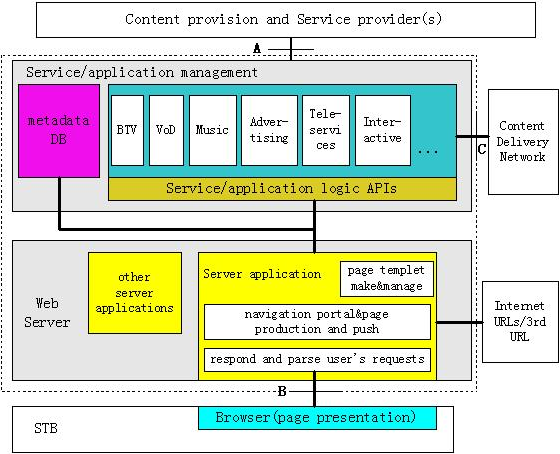 Content provision and Service provider(s)
A
Service/application management
metadata
DB
BTV
VoD
Music
Adver-
tising
Tele-
servi
ces
Inter-
active
...
C
Content
Delivery
Network
Service/application logic APIs
Web
Server
other
server
applications
Server application
page templet
make&manage
navigation portal&page
production and push
respond and parse user's requests
Internet
URLs/3rd
URL
B
STB
Browser(page presentation)